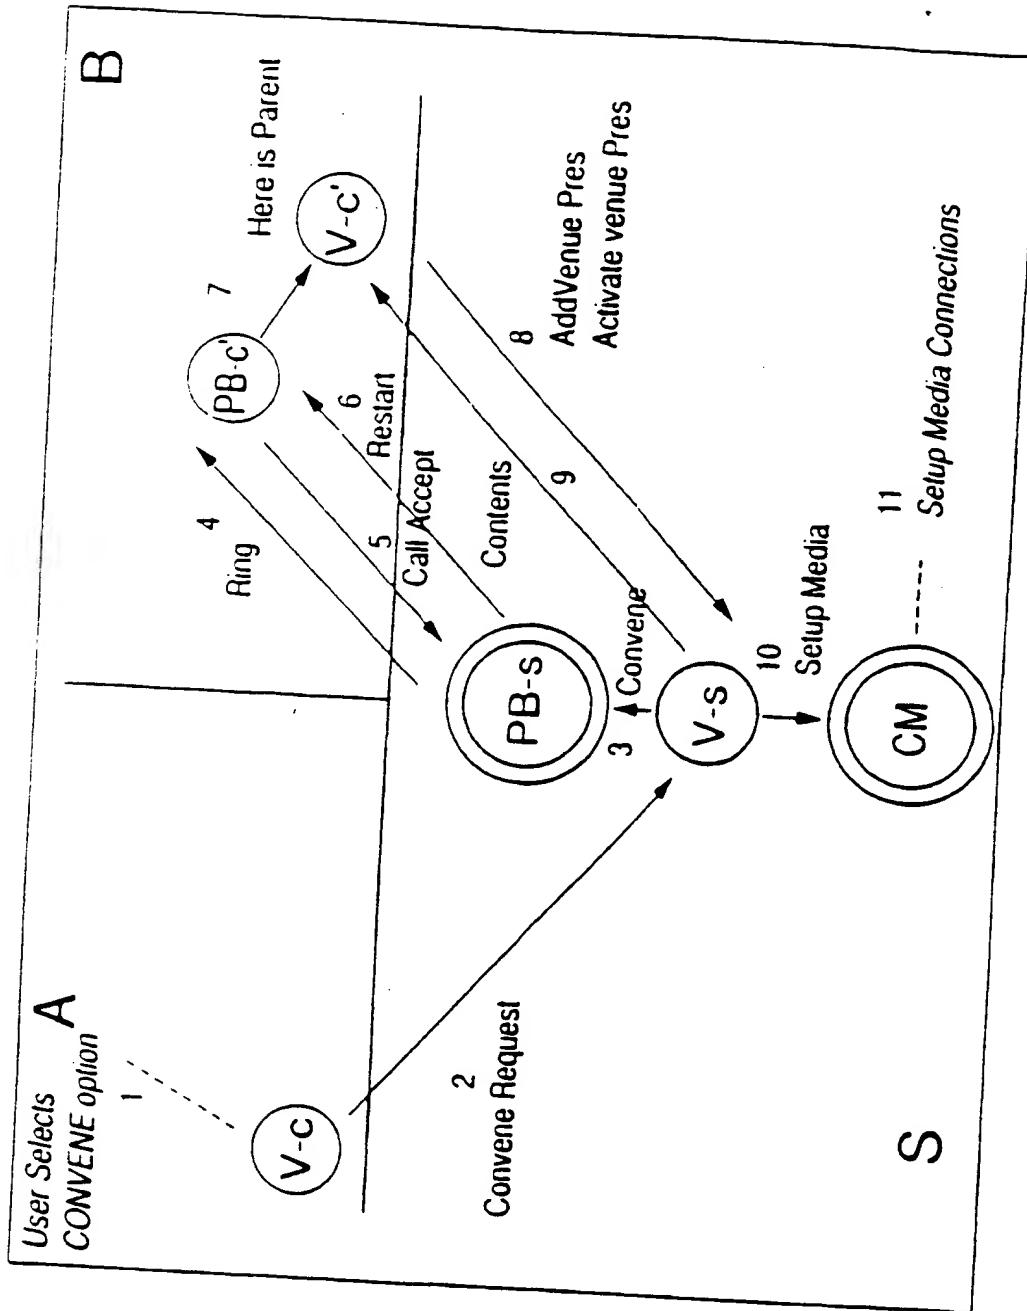 User Selects
CONVENE option
A
1
V-c
2
Convene Request
S
B
4
Ring
PB-c'
7
Here is Parent
V-c'
5
Call Accept
6
Restart
Contents
9
8
AddVenue Pres
Activate venue Pres
PB-s
3
Convene
V-s
10
Setup Media
CM
11
Setup Media Connections